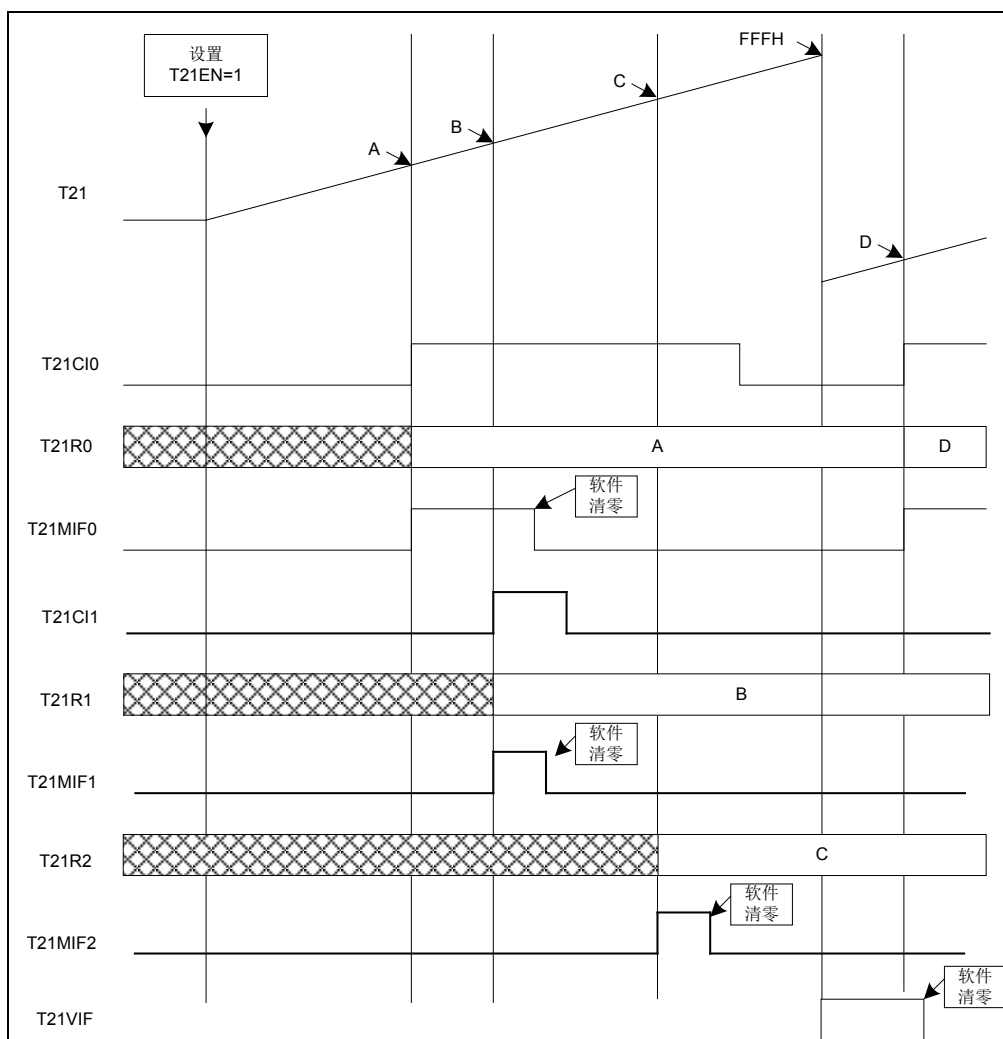 设置
T21EN=1
FFFH
C
B
A
T21
D
T21CI0
T21R0
A
D
软件
清零
T21MIF0
T21CI1
T21R1
B
软件
清零
T21MIF1
T21R2
C
软件
清零
T21MIF2
软件
清零
T21VIF